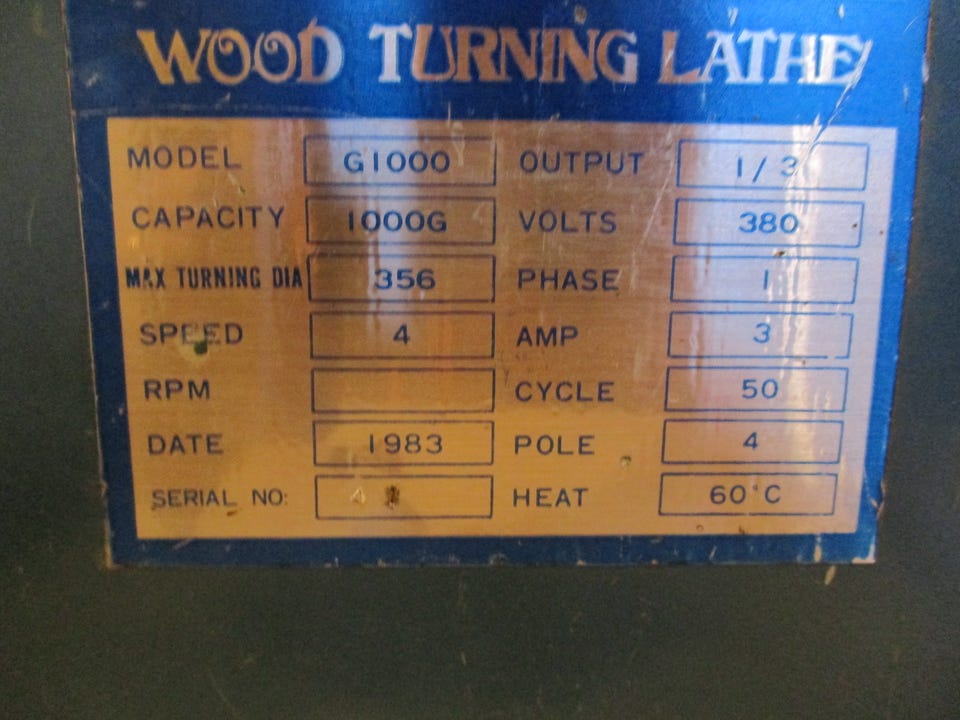 WOOD TURNING LATHE
MODEL G1000 OUTPUT 1/3
CAPACITY 1000G VOLTS 380
MAX TURNING DIA 356 PHASE 1
SPEED 4 AMP 3
RPM CYCLE 50
DATE 1983 POLE 4
SERIAL NO: 4 HEAT 60°C